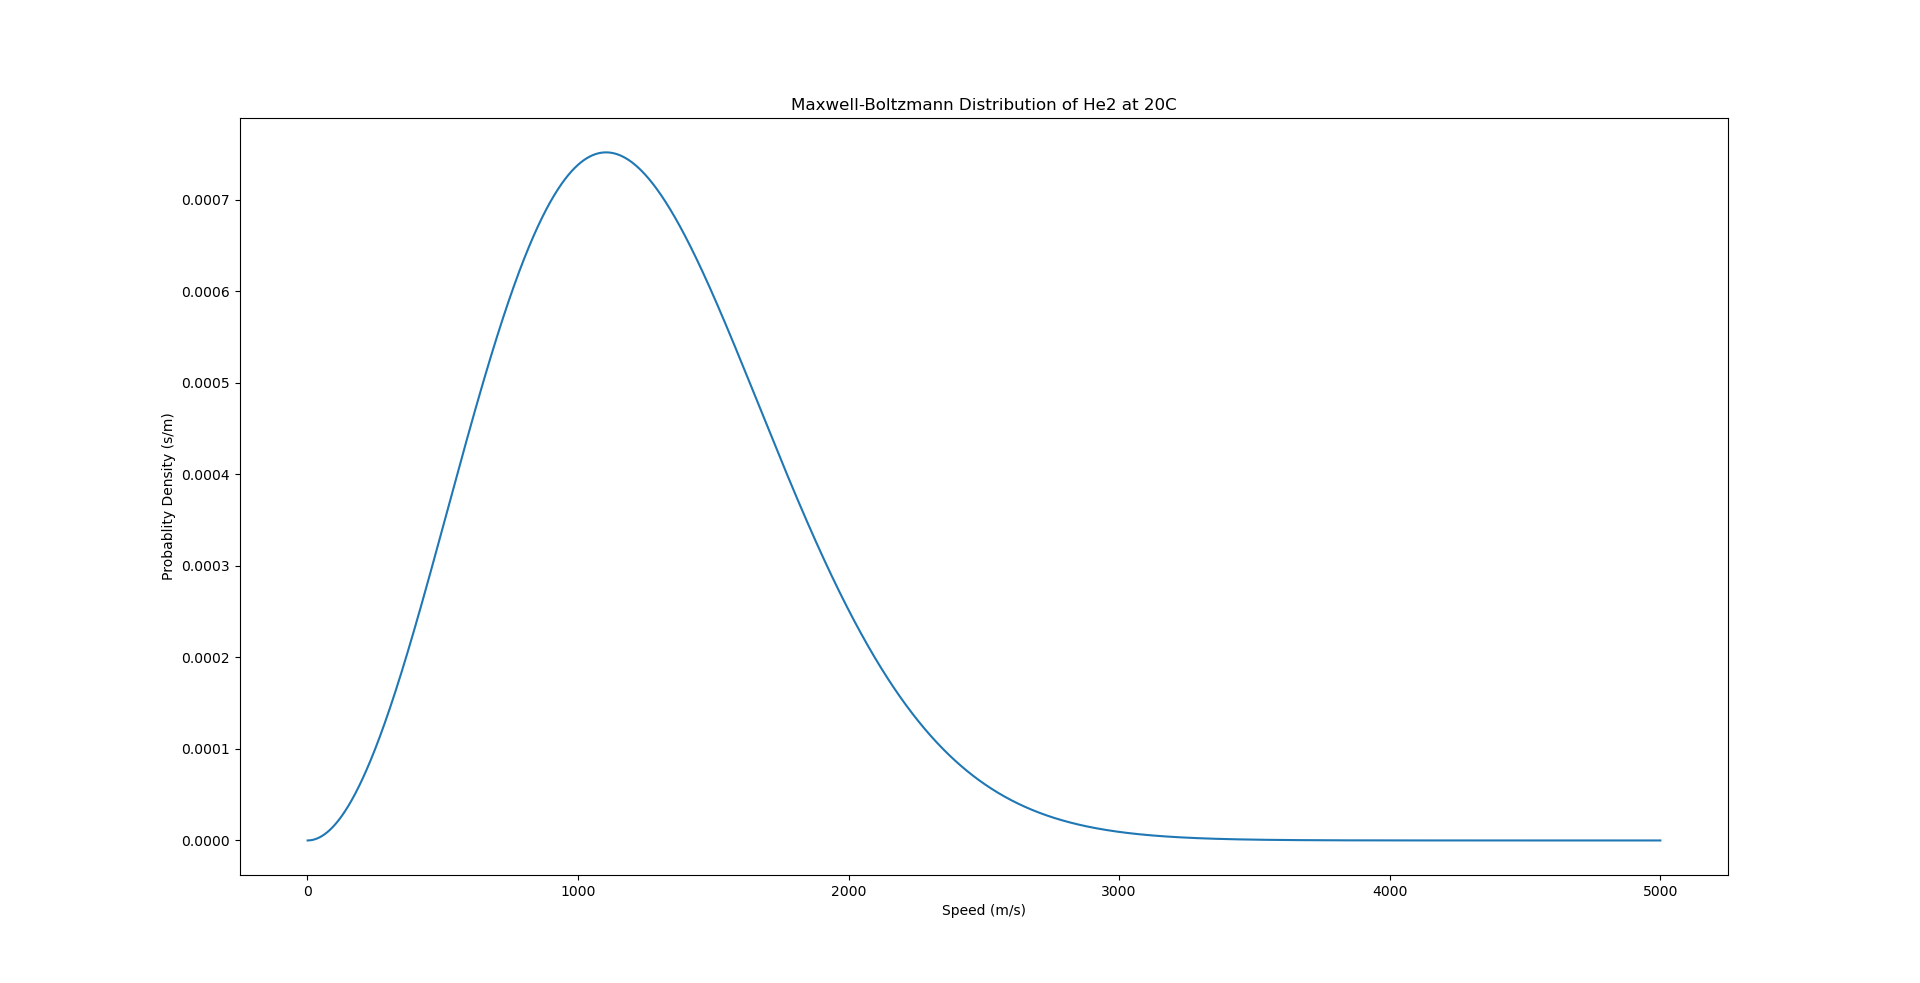 Maxwell-Boltzmann Distribution of He2 at 20C
Probablity Density (s/m)
0.0007
0.0006
0.0005
0.0004
0.0003
0.0002
0.0001
0.0000
0 1000 2000 3000 4000 5000
Speed (m/s)